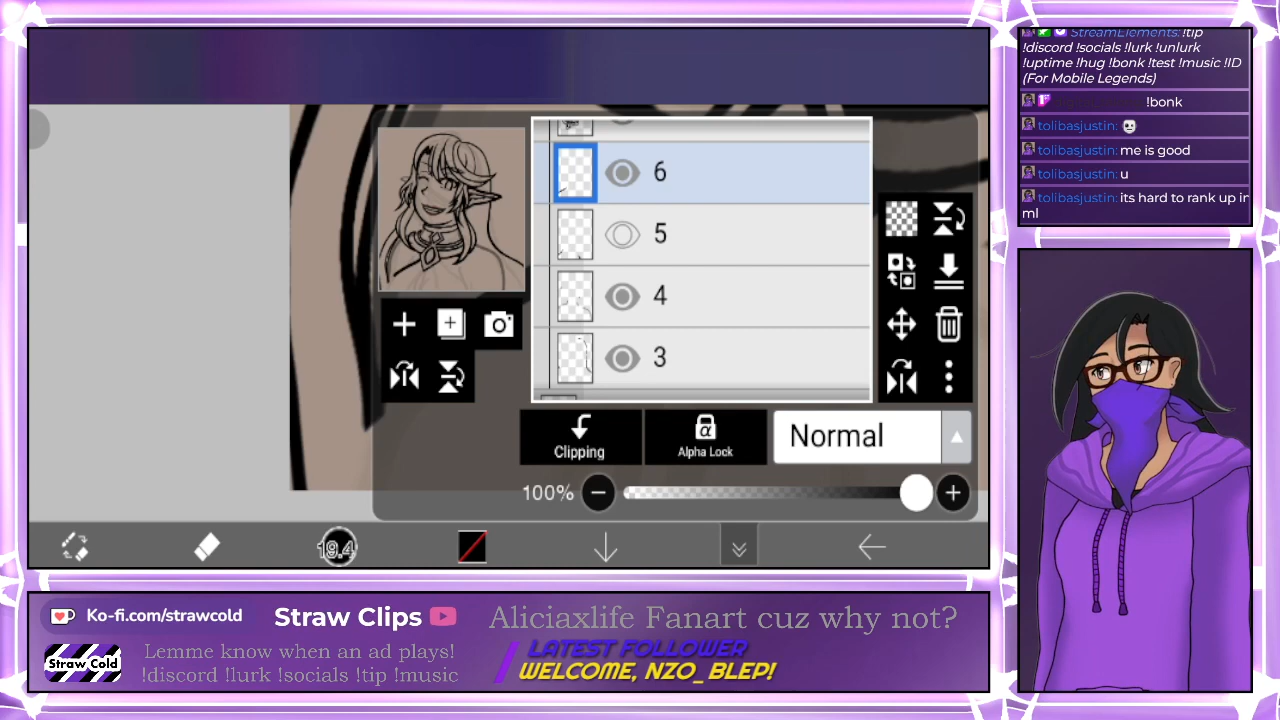 StreamElements: !tip
!discord !socials !lurk !unlurk
!uptime !hug !bonk !test !music !ID
(For Mobile Legends)
!bonk
tolibasjustin:
tolibasjustin: me is good
tolibasjustin: u
tolibasjustin: its hard to rank up in
ml
6
5
4
3
Clipping
α
Alpha Lock
Normal
100%
19.4
Ko-fi.com/strawcold
Straw Clips
Aliciaxlife Fanart cuz why not?
Straw Cold
Lemme know when an ad plays!
!discord !lurk !socials !tip !music
LATEST FOLLOWER
WELCOME, NZO_BLEP!